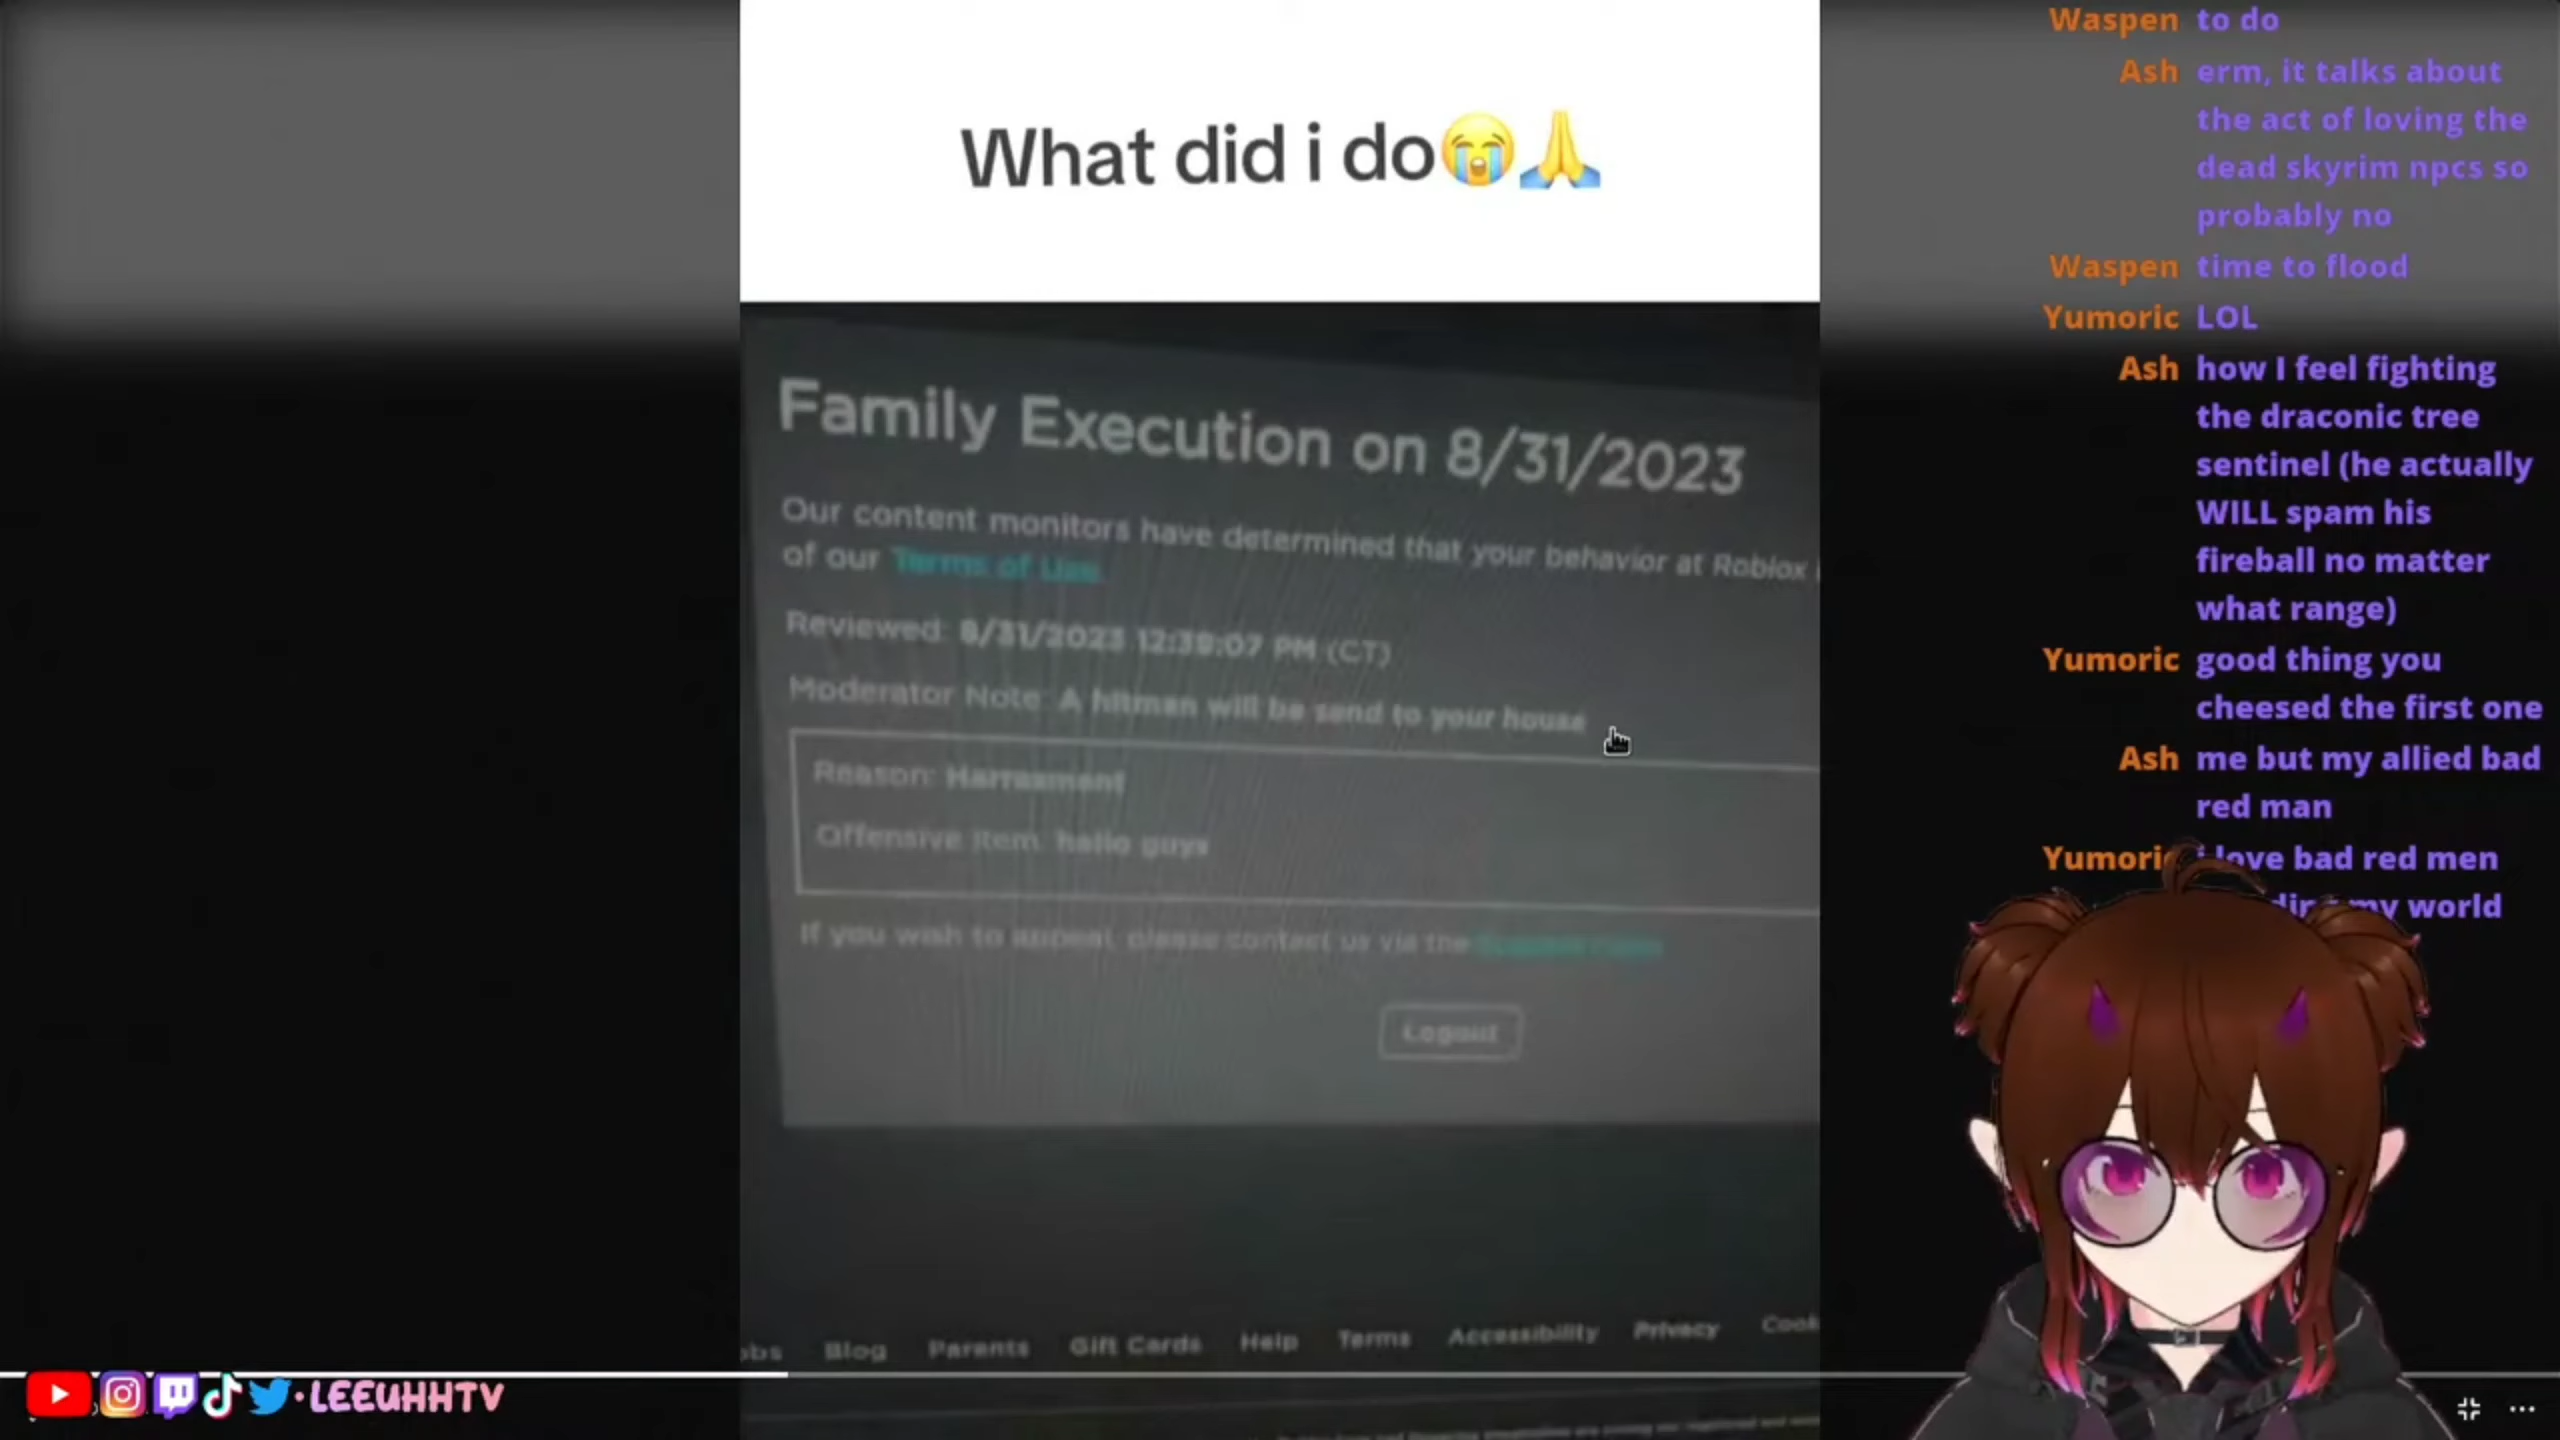 What did i do😭🙏
Family Execution on 8/31/2023
Our content monitors have determined that your behavior at Roblox
of our Terms of Use
Reviewed: 8/31/2023 12:39:07 PM (CT)
Moderator Note: A hitman will be send to your house
Reason: Harrasment
Offensive Item: hello guys
If you wish to appeal, please contact us via the
Logout
obs Blog Parents Gift Cards Help Terms Accessibility Privacy Cook
Waspen to do
Ash erm, it talks about
the act of loving the
dead skyrim npcs so
probably no
Waspen time to flood
Yumoric LOL
Ash how I feel fighting
the draconic tree
sentinel (he actually
WILL spam his
fireball no matter
what range)
Yumoric good thing you
cheesed the first one
Ash me but my allied bad
red man
Yumoric i love bad red men
my world
LEEUHHTV